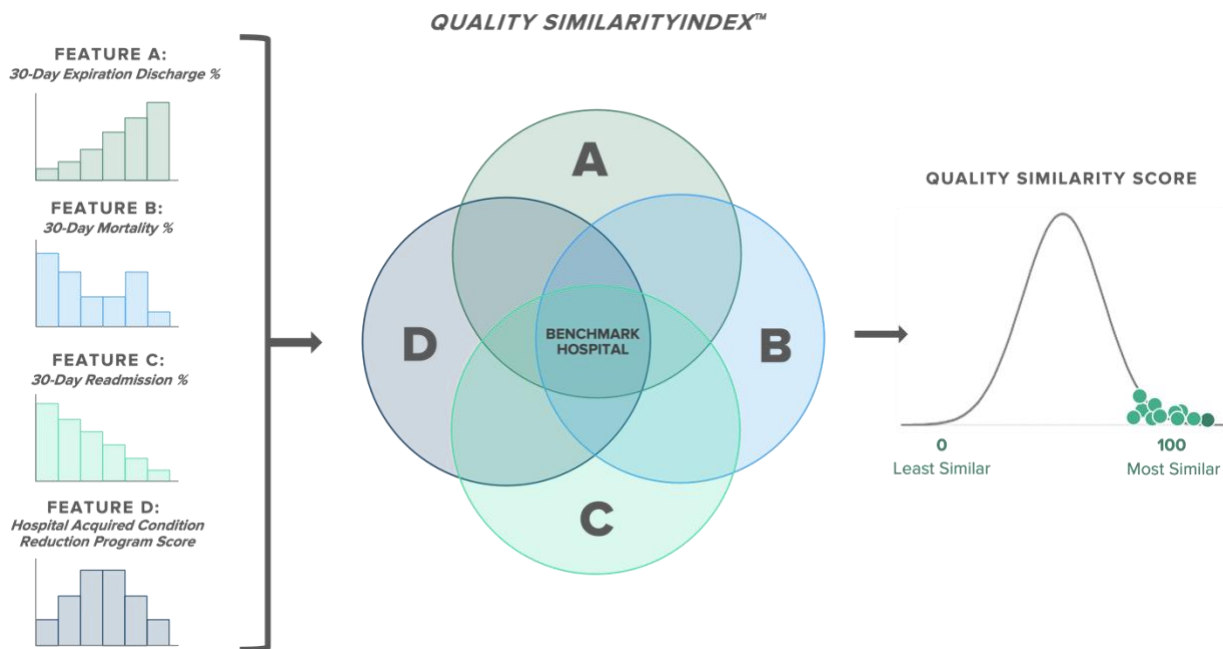 QUALITY SIMILARITYINDEX™
FEATURE A:
30-Day Expiration Discharge %
FEATURE B:
30-Day Mortality %
FEATURE C:
30-Day Readmission %
FEATURE D:
Hospital Acquired Condition
Reduction Program Score
A
D
B
C
BENCHMARK
HOSPITAL
QUALITY SIMILARITY SCORE
0
Least Similar
100
Most Similar